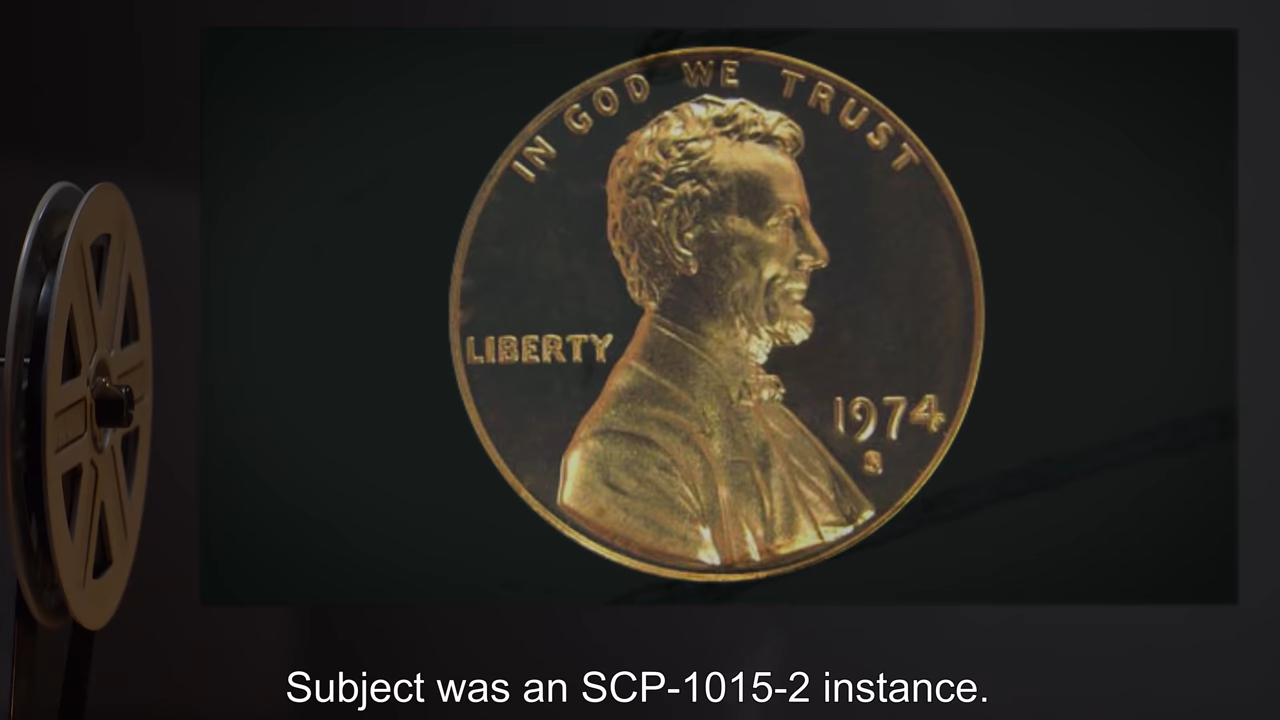 IN GOD WE TRUST
LIBERTY
1974
S
Subject was an SCP-1015-2 instance.